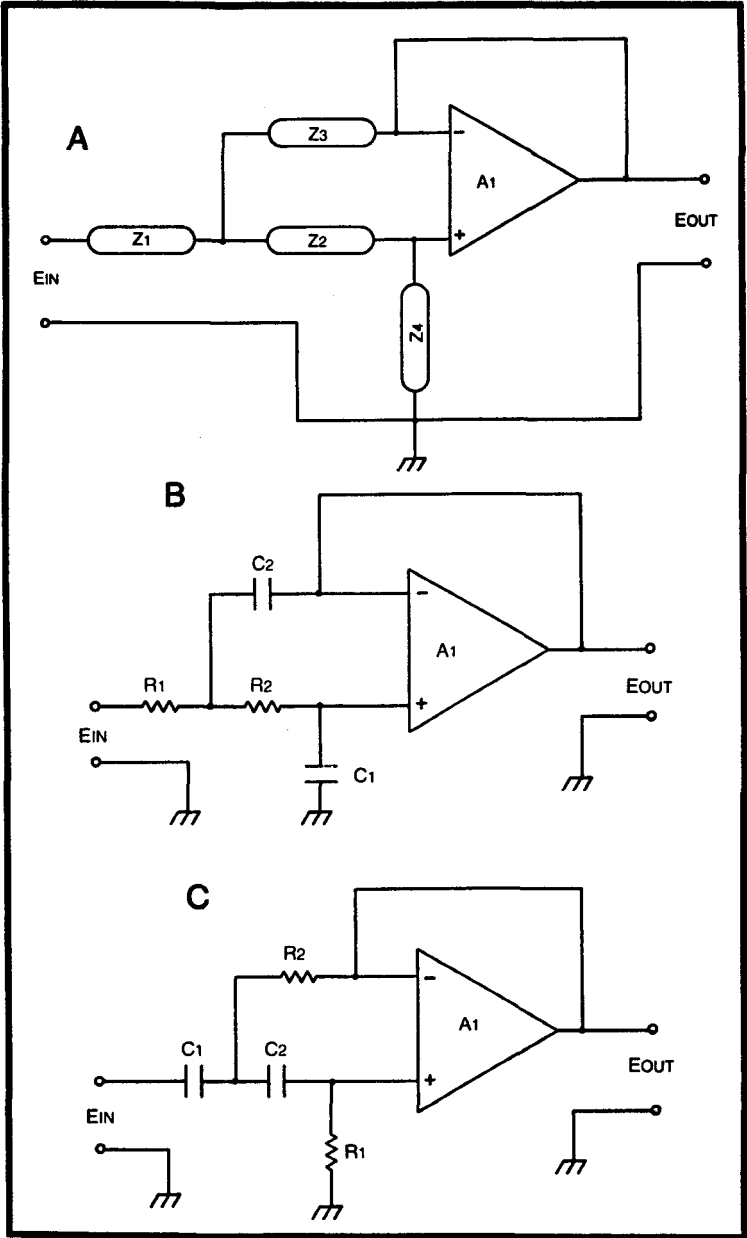 A
Z3
−
A1
Z1
Z2
+
EOUT
EIN
Z4
B
C2
−
A1
R1
R2
+
EOUT
EIN
C1
C
R2
−
A1
C1
C2
+
EOUT
EIN
R1